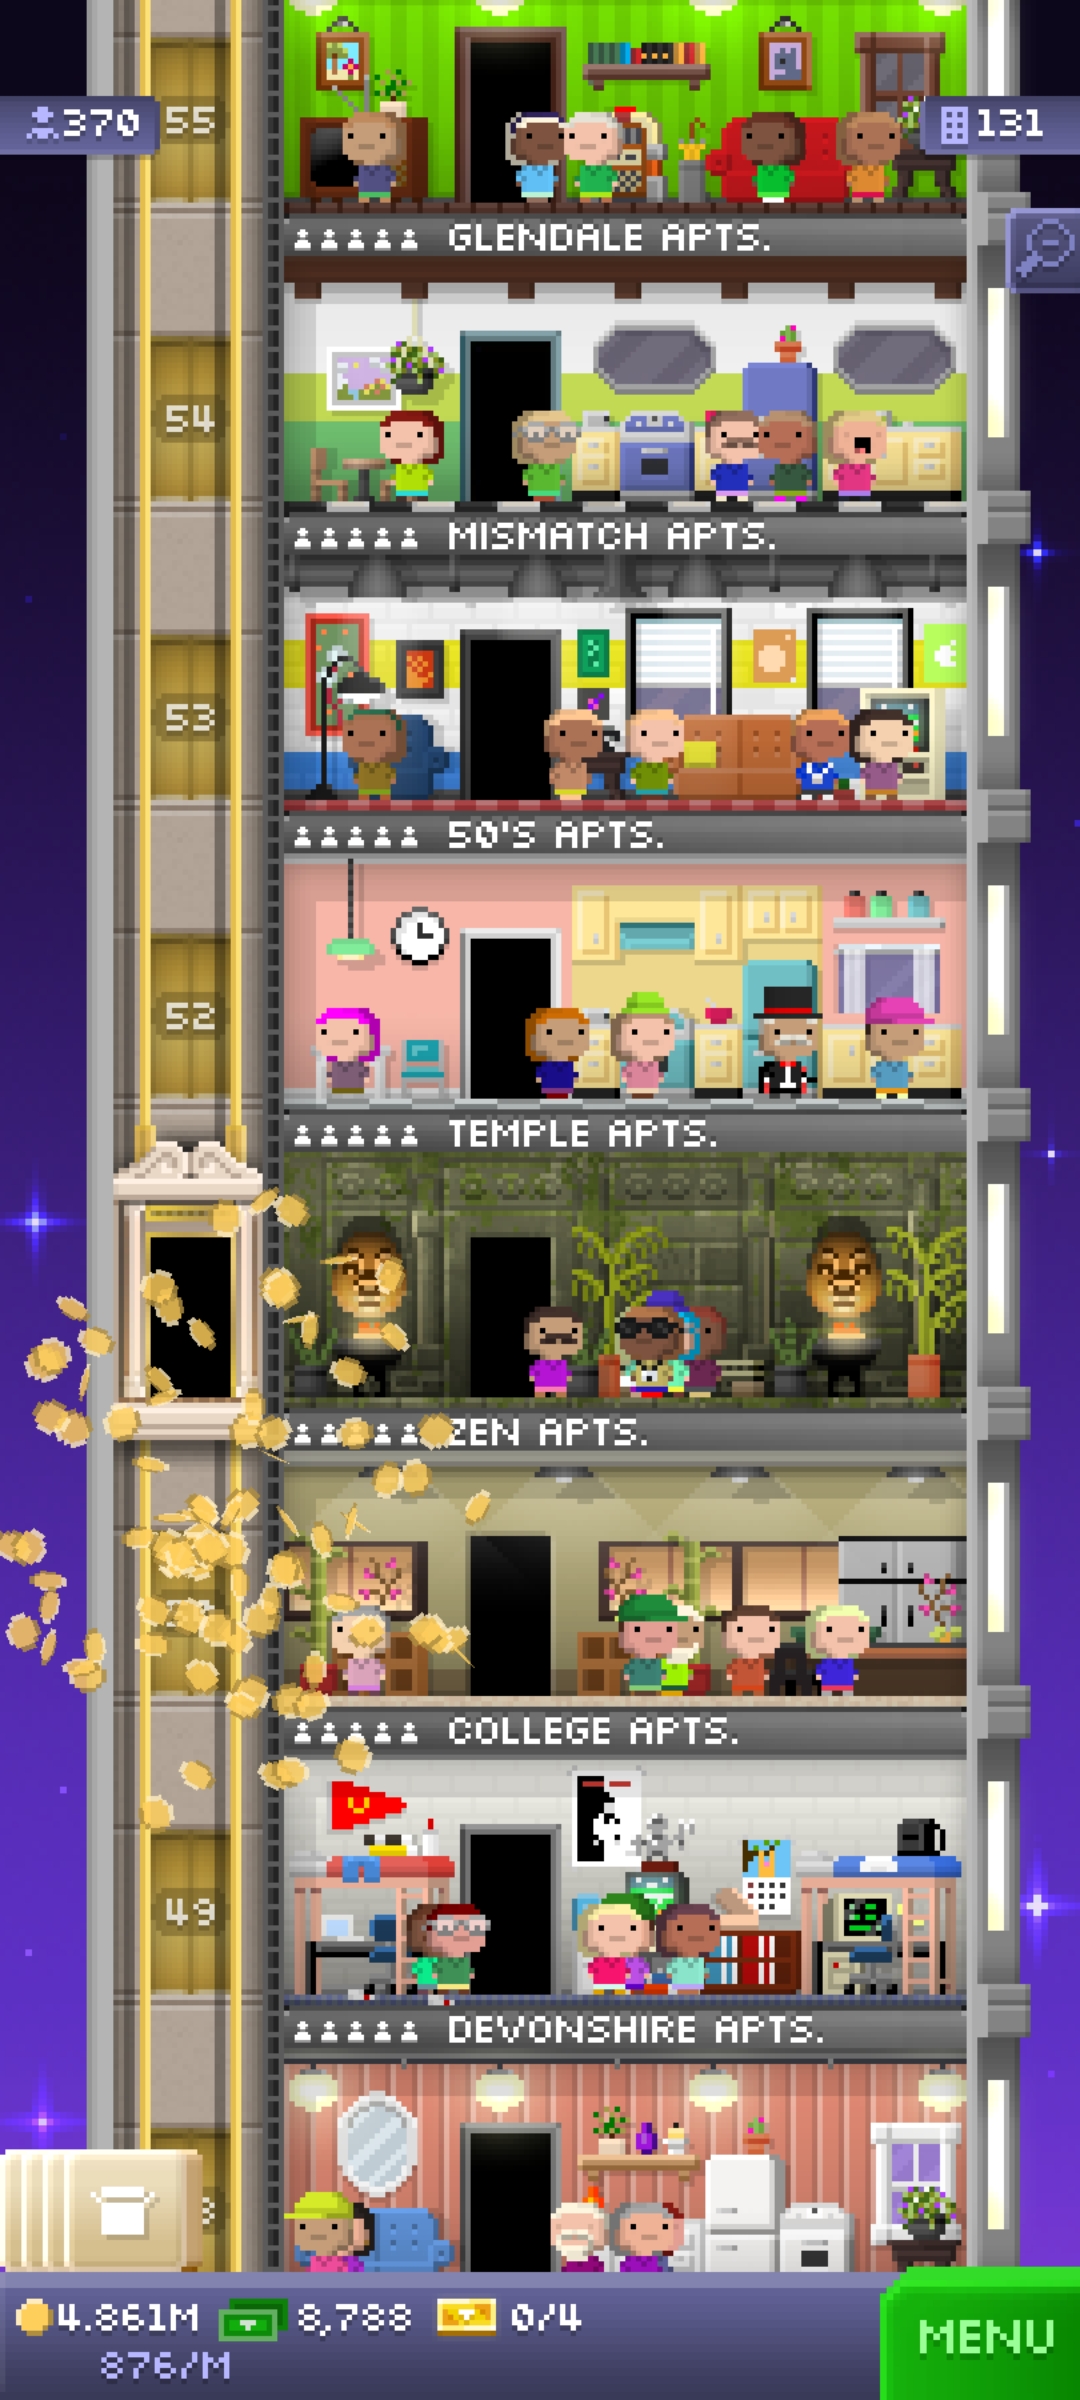 370
55
131
GLENDALE APTS.
54
MISMATCH APTS.
53
50'S APTS.
52
TEMPLE APTS.
ZEN APTS.
COLLEGE APTS.
49
DEVONSHIRE APTS.
4.861M
8,788
0/4
876/M
MENU